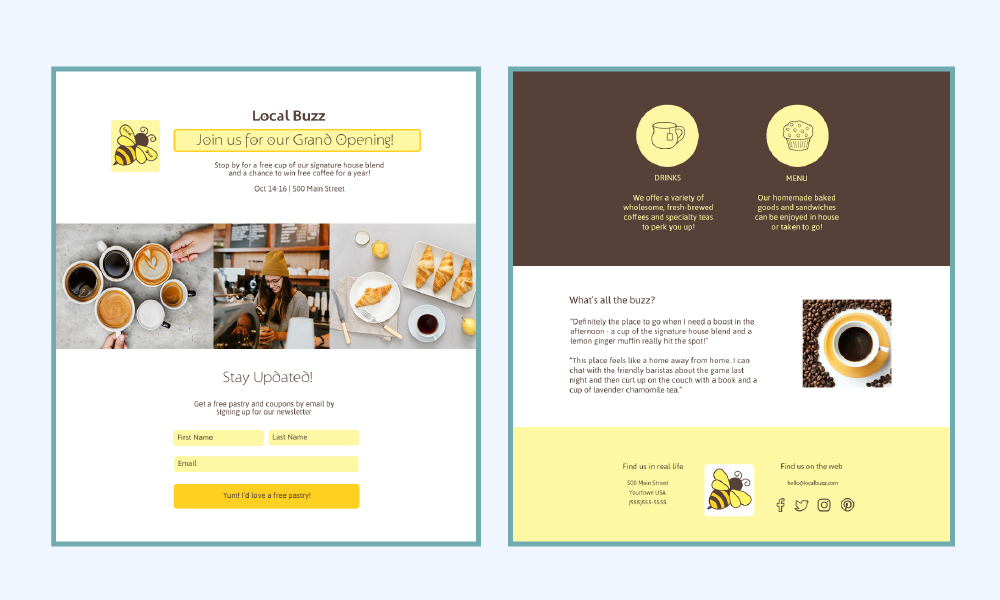 Local Buzz
Join us for our Grand Opening!
Stop by for a free cup of our signature house blend
and a chance to win free coffee for a year!
Oct 14-16 | 500 Main Street
Stay Updated!
Get a free pastry and coupons by email by
signing up for our newsletter
First Name
Last Name
Email
Yum! I'd love a free pastry!
DRINKS
We offer a variety of
wholesome, fresh-brewed
coffees and specialty teas
to perk you up!
MENU
Our homemade baked
goods and sandwiches
can be enjoyed in house
or taken to go!
What's all the buzz?
"Definitely the place to go when I need a boost in the
afternoon - a cup of the signature house blend and a
lemon ginger muffin really hit the spot!"
"This place feels like a home away from home. I can
chat with the friendly baristas about the game last
night and then curl up on the couch with a book and a
cup of lavender chamomile tea."
Find us in real life
500 Main Street
Yourtown USA
(555)555-5555
Find us on the web
hello@localbuzz.com